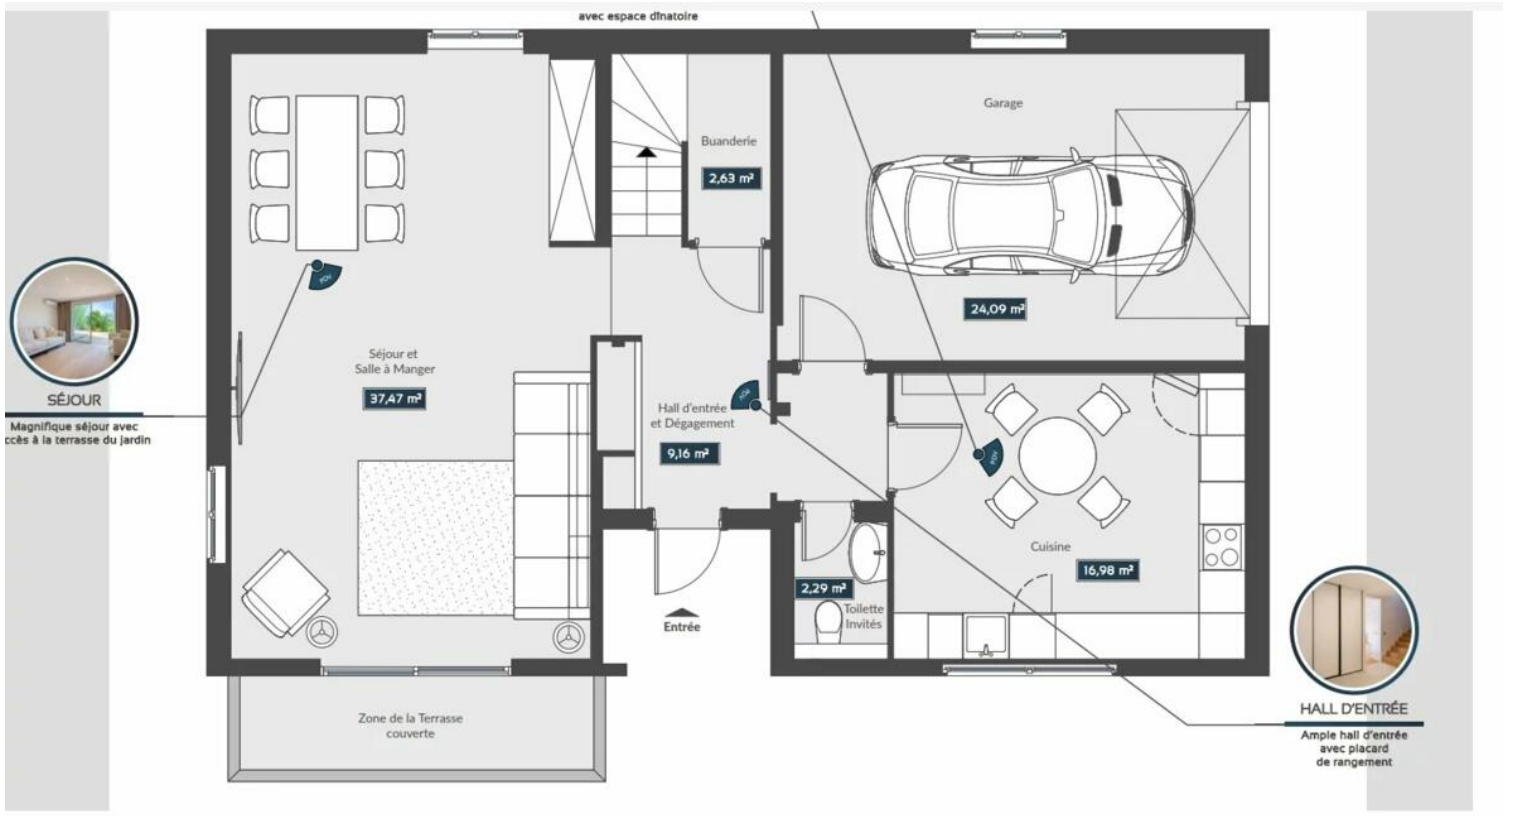 avec espace dînatoire
Garage
Buanderie
2,63 m²
24,09 m²
POV
SÉJOUR
Magnifique séjour avec
ccès à la terrasse du jardin
Séjour et
Salle à Manger
37,47 m²
POV
Hall d'entrée
et Dégagement
9,16 m²
POV
Cuisine
16,98 m²
2,29 m²
Toilette
Invités
Entrée
HALL D'ENTRÉE
Ample hall d'entrée
avec placard
de rangement
Zone de la Terrasse
couverte